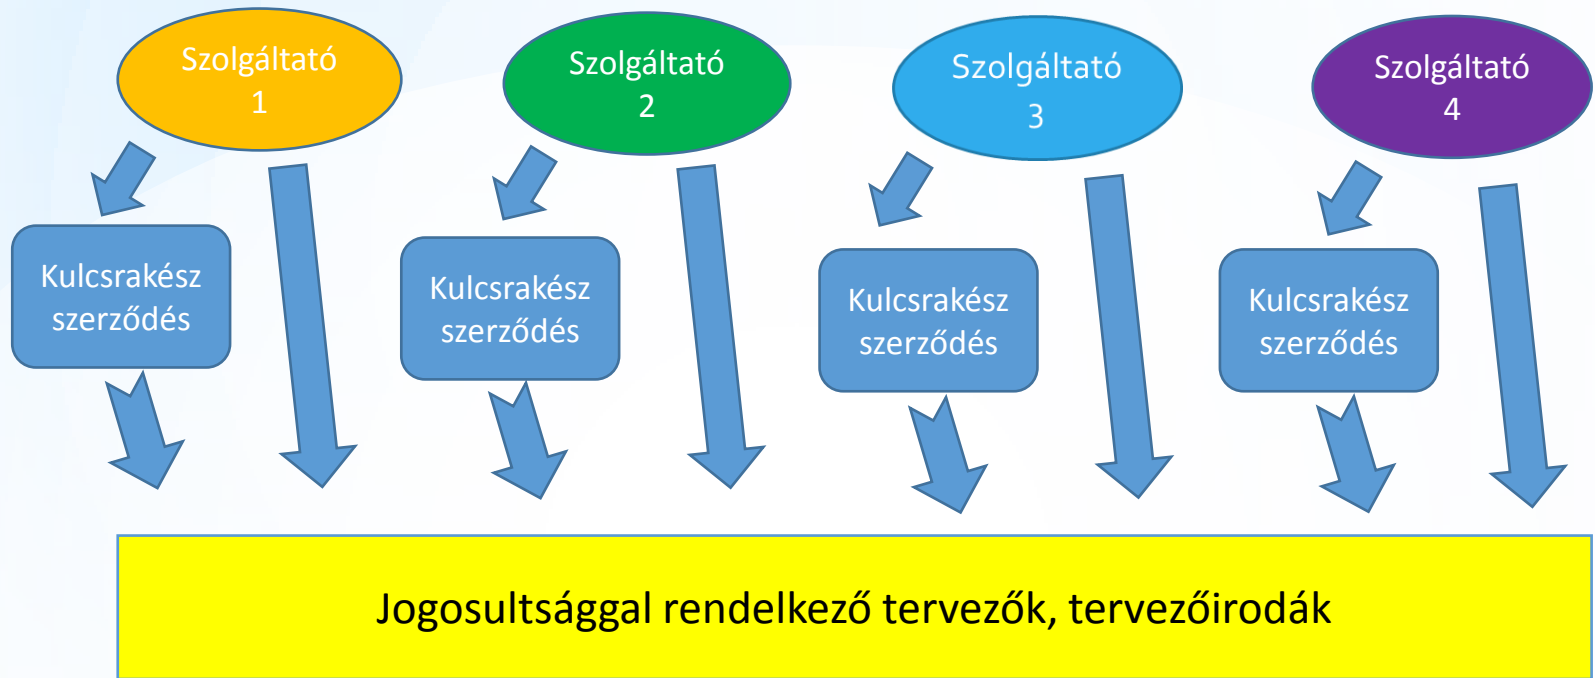 Szolgáltató
1
Szolgáltató
2
Szolgáltató
3
Szolgáltató
4
Kulcsrakész
szerződés
Kulcsrakész
szerződés
Kulcsrakész
szerződés
Kulcsrakész
szerződés
Jogosultsággal rendelkező tervezők, tervezőirodák